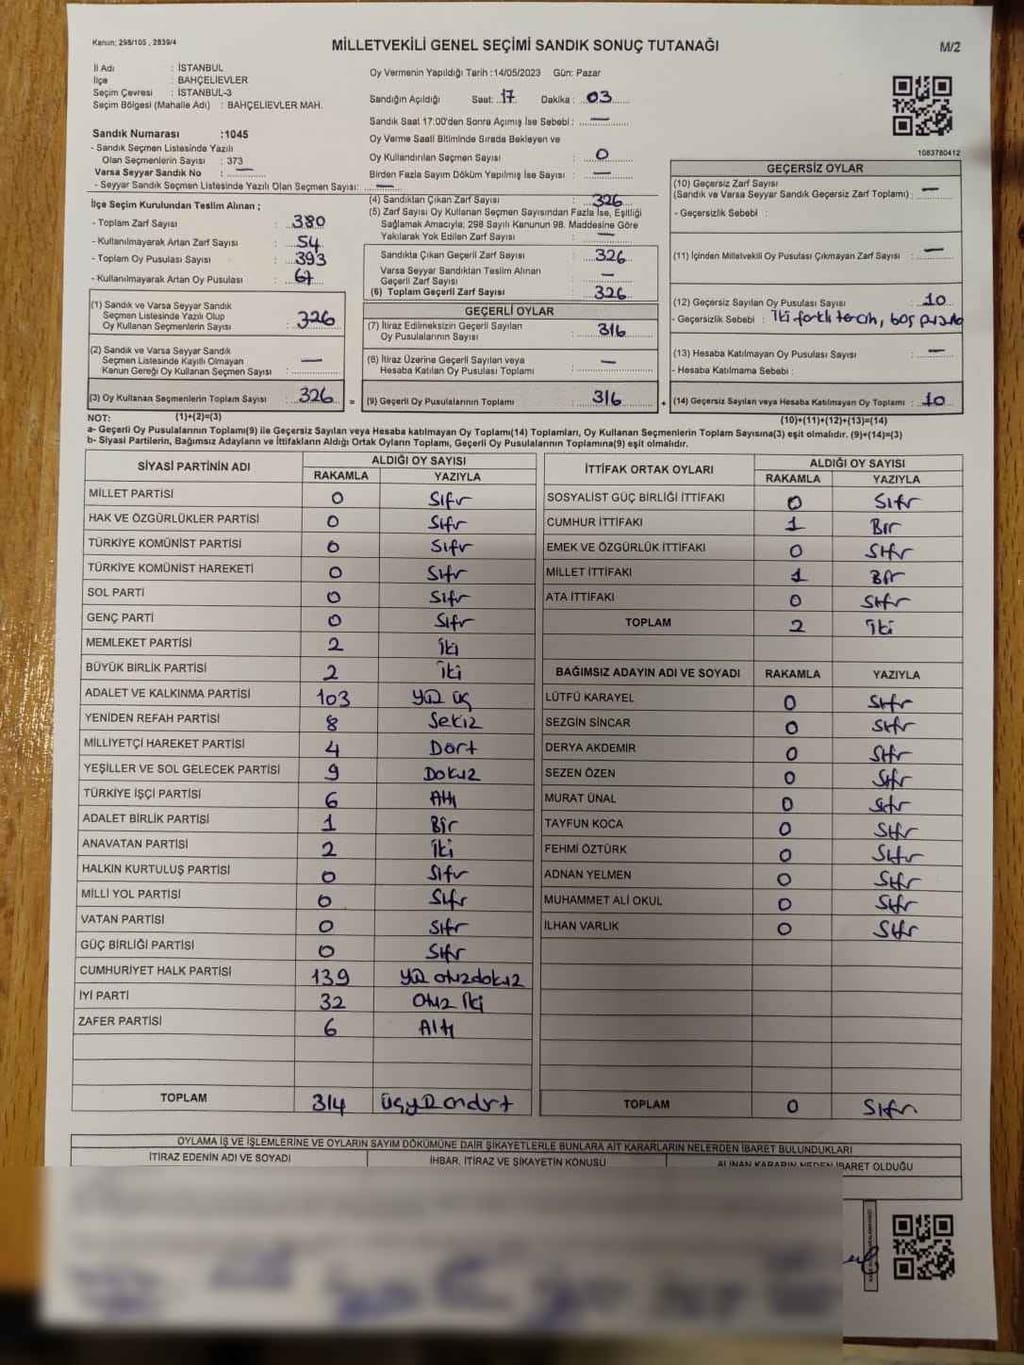 Kanun: 298/105 , 2839/4
MİLLETVEKİLİ GENEL SEÇİMİ SANDIK SONUÇ TUTANAĞI
M/2
İl Adı : İSTANBUL
İlçe : BAHÇELİEVLER
Seçim Çevresi : İSTANBUL-3
Seçim Bölgesi (Mahalle Adı) : BAHÇELİEVLER MAH.
Oy Vermenin Yapıldığı Tarih :14/05/2023 Gün: Pazar
Sandığın Açıldığı Saat: 17 Dakika : 03
Sandık Saat 17:00'den Sonra Açımış İse Sebebi : —
Oy Verme Saati Bitiminde Sırada Bekleyen ve
Oy Kullandırılan Seçmen Sayısı : 0
Birden Fazla Sayım Döküm Yapılmış İse Sayısı : —
Sandık Numarası :1045
- Sandık Seçmen Listesinde Yazılı
Olan Seçmenlerin Sayısı : 373
Varsa Seyyar Sandık No : —
- Seyyar Sandık Seçmen Listesinde Yazılı Olan Seçmen Sayısı: —
İlçe Seçim Kurulundan Teslim Alınan ;
- Toplam Zarf Sayısı : 380
- Kullanılmayarak Artan Zarf Sayısı : 54
- Toplam Oy Pusulası Sayısı : 393
- Kullanılmayarak Artan Oy Pusulası : 67
(1) Sandık ve Varsa Seyyar Sandık
Seçmen Listesinde Yazılı Olup
Oy Kullanan Seçmenlerin Sayısı : 326
(2) Sandık ve Varsa Seyyar Sandık
Seçmen Listesinde Kayıtlı Olmayan
Kanun Gereği Oy Kullanan Seçmen Sayısı : —
(3) Oy Kullanan Seçmenlerin Toplam Sayısı : 326
(4) Sandıktan Çıkan Zarf Sayısı : 326
(5) Zarf Sayısı Oy Kullanan Seçmen Sayısından Fazla İse, Eşitliği
Sağlamak Amacıyla; 298 Sayılı Kanunun 98. Maddesine Göre
Yakılarak Yok Edilen Zarf Sayısı : —
Sandıkta Çıkan Geçerli Zarf Sayısı : 326
Varsa Seyyar Sandıktan Teslim Alınan
Geçerli Zarf Sayısı : —
(6) Toplam Geçerli Zarf Sayısı : 326
GEÇERLİ OYLAR
(7) İtiraz Edilmeksizin Geçerli Sayılan
Oy Pusulalarının Sayısı : 316
(8) İtiraz Üzerine Geçerli Sayılan veya
Hesaba Katılan Oy Pusulası Toplamı : —
= (9) Geçerli Oy Pusulalarının Toplamı : 316
1083780412
GEÇERSİZ OYLAR
(10) Geçersiz Zarf Sayısı
(Sandık ve Varsa Seyyar Sandık Geçersiz Zarf Toplamı) : —
- Geçersizlik Sebebi :
(11) İçinden Milletvekili Oy Pusulası Çıkmayan Zarf Sayısı : —
(12) Geçersiz Sayılan Oy Pusulası Sayısı : 10
- Geçersizlik Sebebi : İki farklı tercih, boş pusula
(13) Hesaba Katılmayan Oy Pusulası Sayısı : —
- Hesaba Katılmama Sebebi :
+ (14) Geçersiz Sayılan veya Hesaba Katılmayan Oy Toplamı : 10
NOT: (1)+(2)=(3) (10)+(11)+(12)+(13)=(14)
a- Geçerli Oy Pusulalarının Toplamı(9) ile Geçersiz Sayılan veya Hesaba katılmayan Oy Toplamı(14) Toplamları, Oy Kullanan Seçmenlerin Toplam Sayısına(3) eşit olmalıdır. (9)+(14)=(3)
b- Siyasi Partilerin, Bağımsız Adayların ve İttifakların Aldığı Ortak Oyların Toplamı, Geçerli Oy Pusulalarının Toplamına(9) eşit olmalıdır.
SİYASİ PARTİNİN ADI ALDIĞI OY SAYISI
RAKAMLA YAZIYLA
MİLLET PARTİSİ 0 Sıfır
HAK VE ÖZGÜRLÜKLER PARTİSİ 0 Sıfır
TÜRKİYE KOMÜNİST PARTİSİ 0 Sıfır
TÜRKİYE KOMÜNİST HAREKETİ 0 Sıfır
SOL PARTİ 0 Sıfır
GENÇ PARTİ 0 Sıfır
MEMLEKET PARTİSİ 2 İki
BÜYÜK BİRLİK PARTİSİ 2 İki
ADALET VE KALKINMA PARTİSİ 103 Yüz üç
YENİDEN REFAH PARTİSİ 8 Sekiz
MİLLİYETÇİ HAREKET PARTİSİ 4 Dört
YEŞİLLER VE SOL GELECEK PARTİSİ 9 Dokuz
TÜRKİYE İŞÇİ PARTİSİ 6 Altı
ADALET BİRLİK PARTİSİ 1 Bir
ANAVATAN PARTİSİ 2 İki
HALKIN KURTULUŞ PARTİSİ 0 Sıfır
MİLLİ YOL PARTİSİ 0 Sıfır
VATAN PARTİSİ 0 Sıfır
GÜÇ BİRLİĞİ PARTİSİ 0 Sıfır
CUMHURİYET HALK PARTİSİ 139 Yüz otuzdokuz
İYİ PARTİ 32 Otuz iki
ZAFER PARTİSİ 6 Altı
TOPLAM 314 Üçyüz ondört
İTTİFAK ORTAK OYLARI ALDIĞI OY SAYISI
RAKAMLA YAZIYLA
SOSYALİST GÜÇ BİRLİĞİ İTTİFAKI 0 Sıfır
CUMHUR İTTİFAKI 1 Bir
EMEK VE ÖZGÜRLÜK İTTİFAKI 0 Sıfır
MİLLET İTTİFAKI 1 Bir
ATA İTTİFAKI 0 Sıfır
TOPLAM 2 İki
BAĞIMSIZ ADAYIN ADI VE SOYADI RAKAMLA YAZIYLA
LÜTFÜ KARAYEL 0 Sıfır
SEZGİN SİNCAR 0 Sıfır
DERYA AKDEMİR 0 Sıfır
SEZEN ÖZEN 0 Sıfır
MURAT ÜNAL 0 Sıfır
TAYFUN KOCA 0 Sıfır
FEHMİ ÖZTÜRK 0 Sıfır
ADNAN YELMEN 0 Sıfır
MUHAMMET ALİ OKUL 0 Sıfır
İLHAN VARLIK 0 Sıfır
TOPLAM 0 Sıfır
OYLAMA İŞ VE İŞLEMLERİNE VE OYLARIN SAYIM DÖKÜMÜNE DAİR ŞİKAYETLERLE BUNLARA AİT KARARLARIN NELERDEN İBARET BULUNDUKLARI
İTİRAZ EDENİN ADI VE SOYADI İHBAR, İTİRAZ VE ŞİKAYETİN KONUSU ALINAN KARARIN NEDEN İBARET OLDUĞU